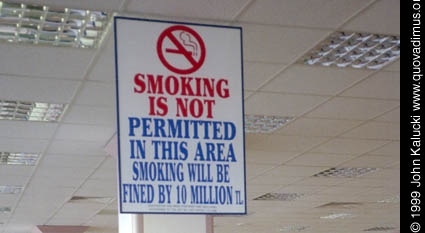 SMOKING
IS NOT
PERMITTED
IN THIS AREA
SMOKING WILL BE
FINED BY 10 MILLION TL
© 1999 John Kalucki www.quovadimus.org